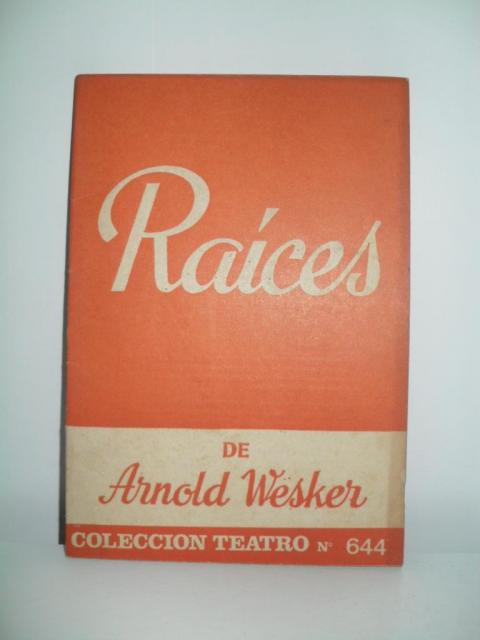 Raíces
DE
Arnold Wesker
COLECCION TEATRO Nº 644